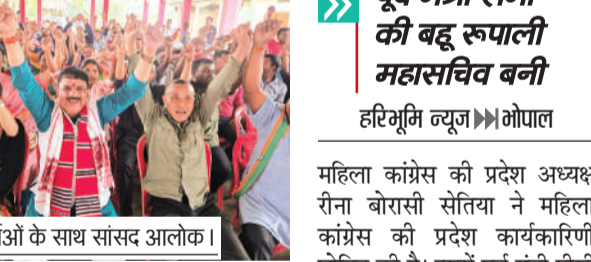 की बहू रूपाली
महासचिव बनी
हरिभूमि न्यूज भोपाल
महिला कांग्रेस की प्रदेश अध्यक्ष
रीना बोरासी सेतिया ने महिला
कांग्रेस की प्रदेश कार्यकारिणी
के साथ सांसद आलोक।